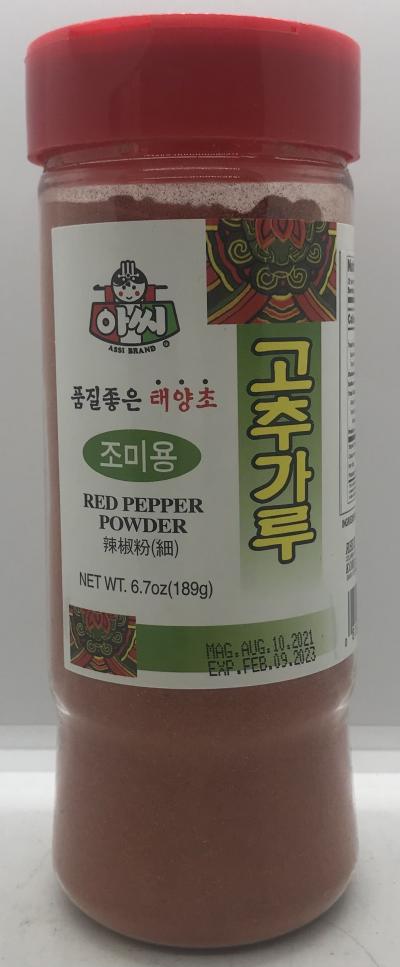 아씨
ASSI BRAND
품질좋은 태양초
조미용
RED PEPPER
POWDER
辣椒粉(細)
NET WT. 6.7oz(189g)
고추가루
MAG.AUG.10.2021
EXP.FEB.09.2023